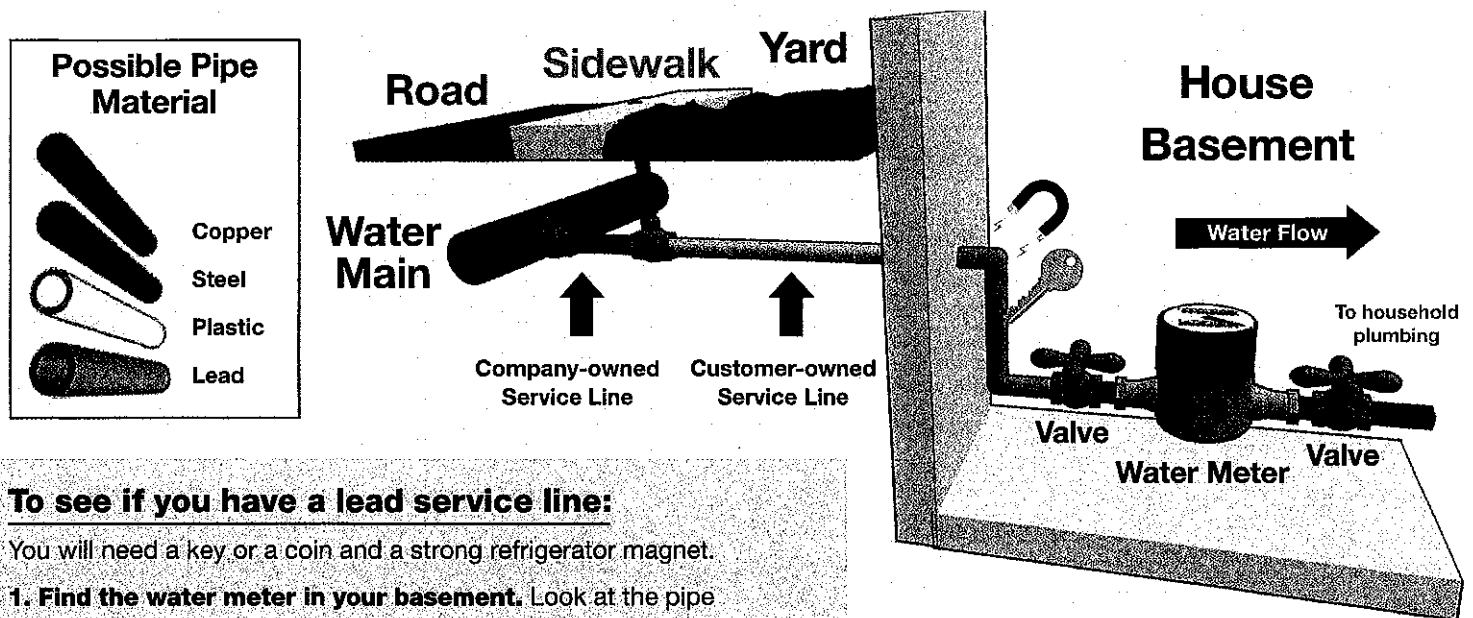 Possible Pipe
Material
Copper
Steel
Plastic
Lead
Road
Sidewalk
Yard
House
Basement
Water
Main
Water Flow
To household
plumbing
Company-owned
Service Line
Customer-owned
Service Line
Valve
Water Meter
Valve
To see if you have a lead service line:
You will need a key or a coin and a strong refrigerator magnet.
1. Find the water meter in your basement. Look at the pipe